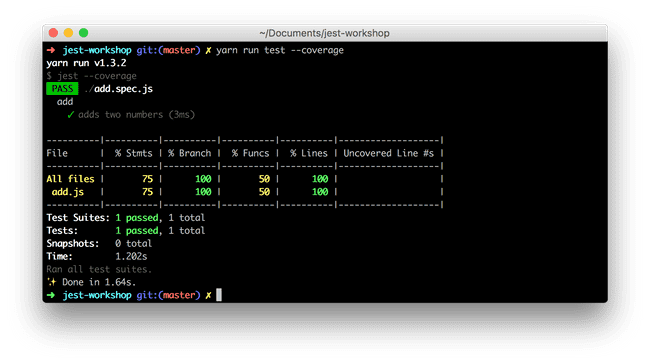 ~/Documents/jest-workshop
➜  jest-workshop git:(master) ✗ yarn run test --coverage
yarn run v1.3.2
$ jest --coverage
PASS  ./add.spec.js
  add
    ✓ adds two numbers (3ms)
----------|----------|----------|----------|----------|-------------------|
File      |  % Stmts | % Branch |  % Funcs |  % Lines | Uncovered Line #s |
----------|----------|----------|----------|----------|-------------------|
All files |       75 |      100 |       50 |      100 |                   |
 add.js   |       75 |      100 |       50 |      100 |                   |
----------|----------|----------|----------|----------|-------------------|
Test Suites: 1 passed, 1 total
Tests:       1 passed, 1 total
Snapshots:   0 total
Time:        1.202s
Ran all test suites.
✨ Done in 1.64s.
➜  jest-workshop git:(master) ✗